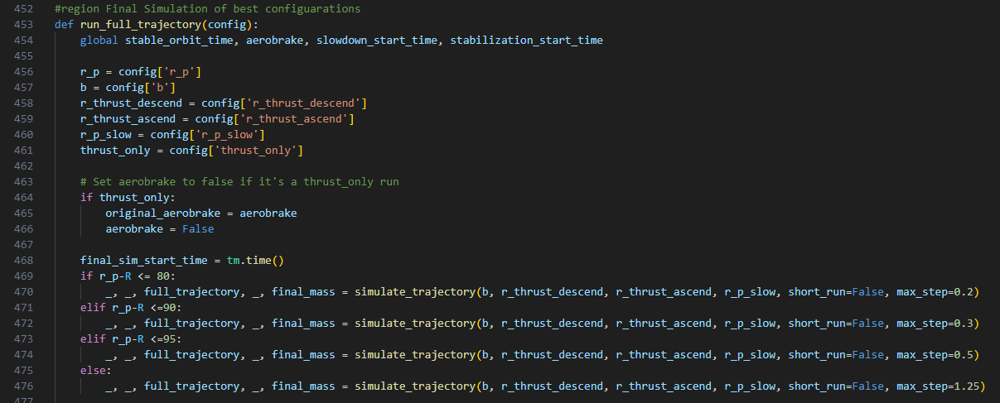 452 #region Final Simulation of best configuarations
453 def run_full_trajectory(config):
454     global stable_orbit_time, aerobrake, slowdown_start_time, stabilization_start_time
455
456     r_p = config['r_p']
457     b = config['b']
458     r_thrust_descend = config['r_thrust_descend']
459     r_thrust_ascend = config['r_thrust_ascend']
460     r_p_slow = config['r_p_slow']
461     thrust_only = config['thrust_only']
462
463     # Set aerobrake to false if it's a thrust_only run
464     if thrust_only:
465         original_aerobrake = aerobrake
466         aerobrake = False
467
468     final_sim_start_time = tm.time()
469     if r_p-R <= 80:
470         _, _, full_trajectory, _, final_mass = simulate_trajectory(b, r_thrust_descend, r_thrust_ascend, r_p_slow, short_run=False, max_step=0.2)
471     elif r_p-R <=90:
472         _, _, full_trajectory, _, final_mass = simulate_trajectory(b, r_thrust_descend, r_thrust_ascend, r_p_slow, short_run=False, max_step=0.3)
473     elif r_p-R <=95:
474         _, _, full_trajectory, _, final_mass = simulate_trajectory(b, r_thrust_descend, r_thrust_ascend, r_p_slow, short_run=False, max_step=0.5)
475     else:
476         _, _, full_trajectory, _, final_mass = simulate_trajectory(b, r_thrust_descend, r_thrust_ascend, r_p_slow, short_run=False, max_step=1.25)
477